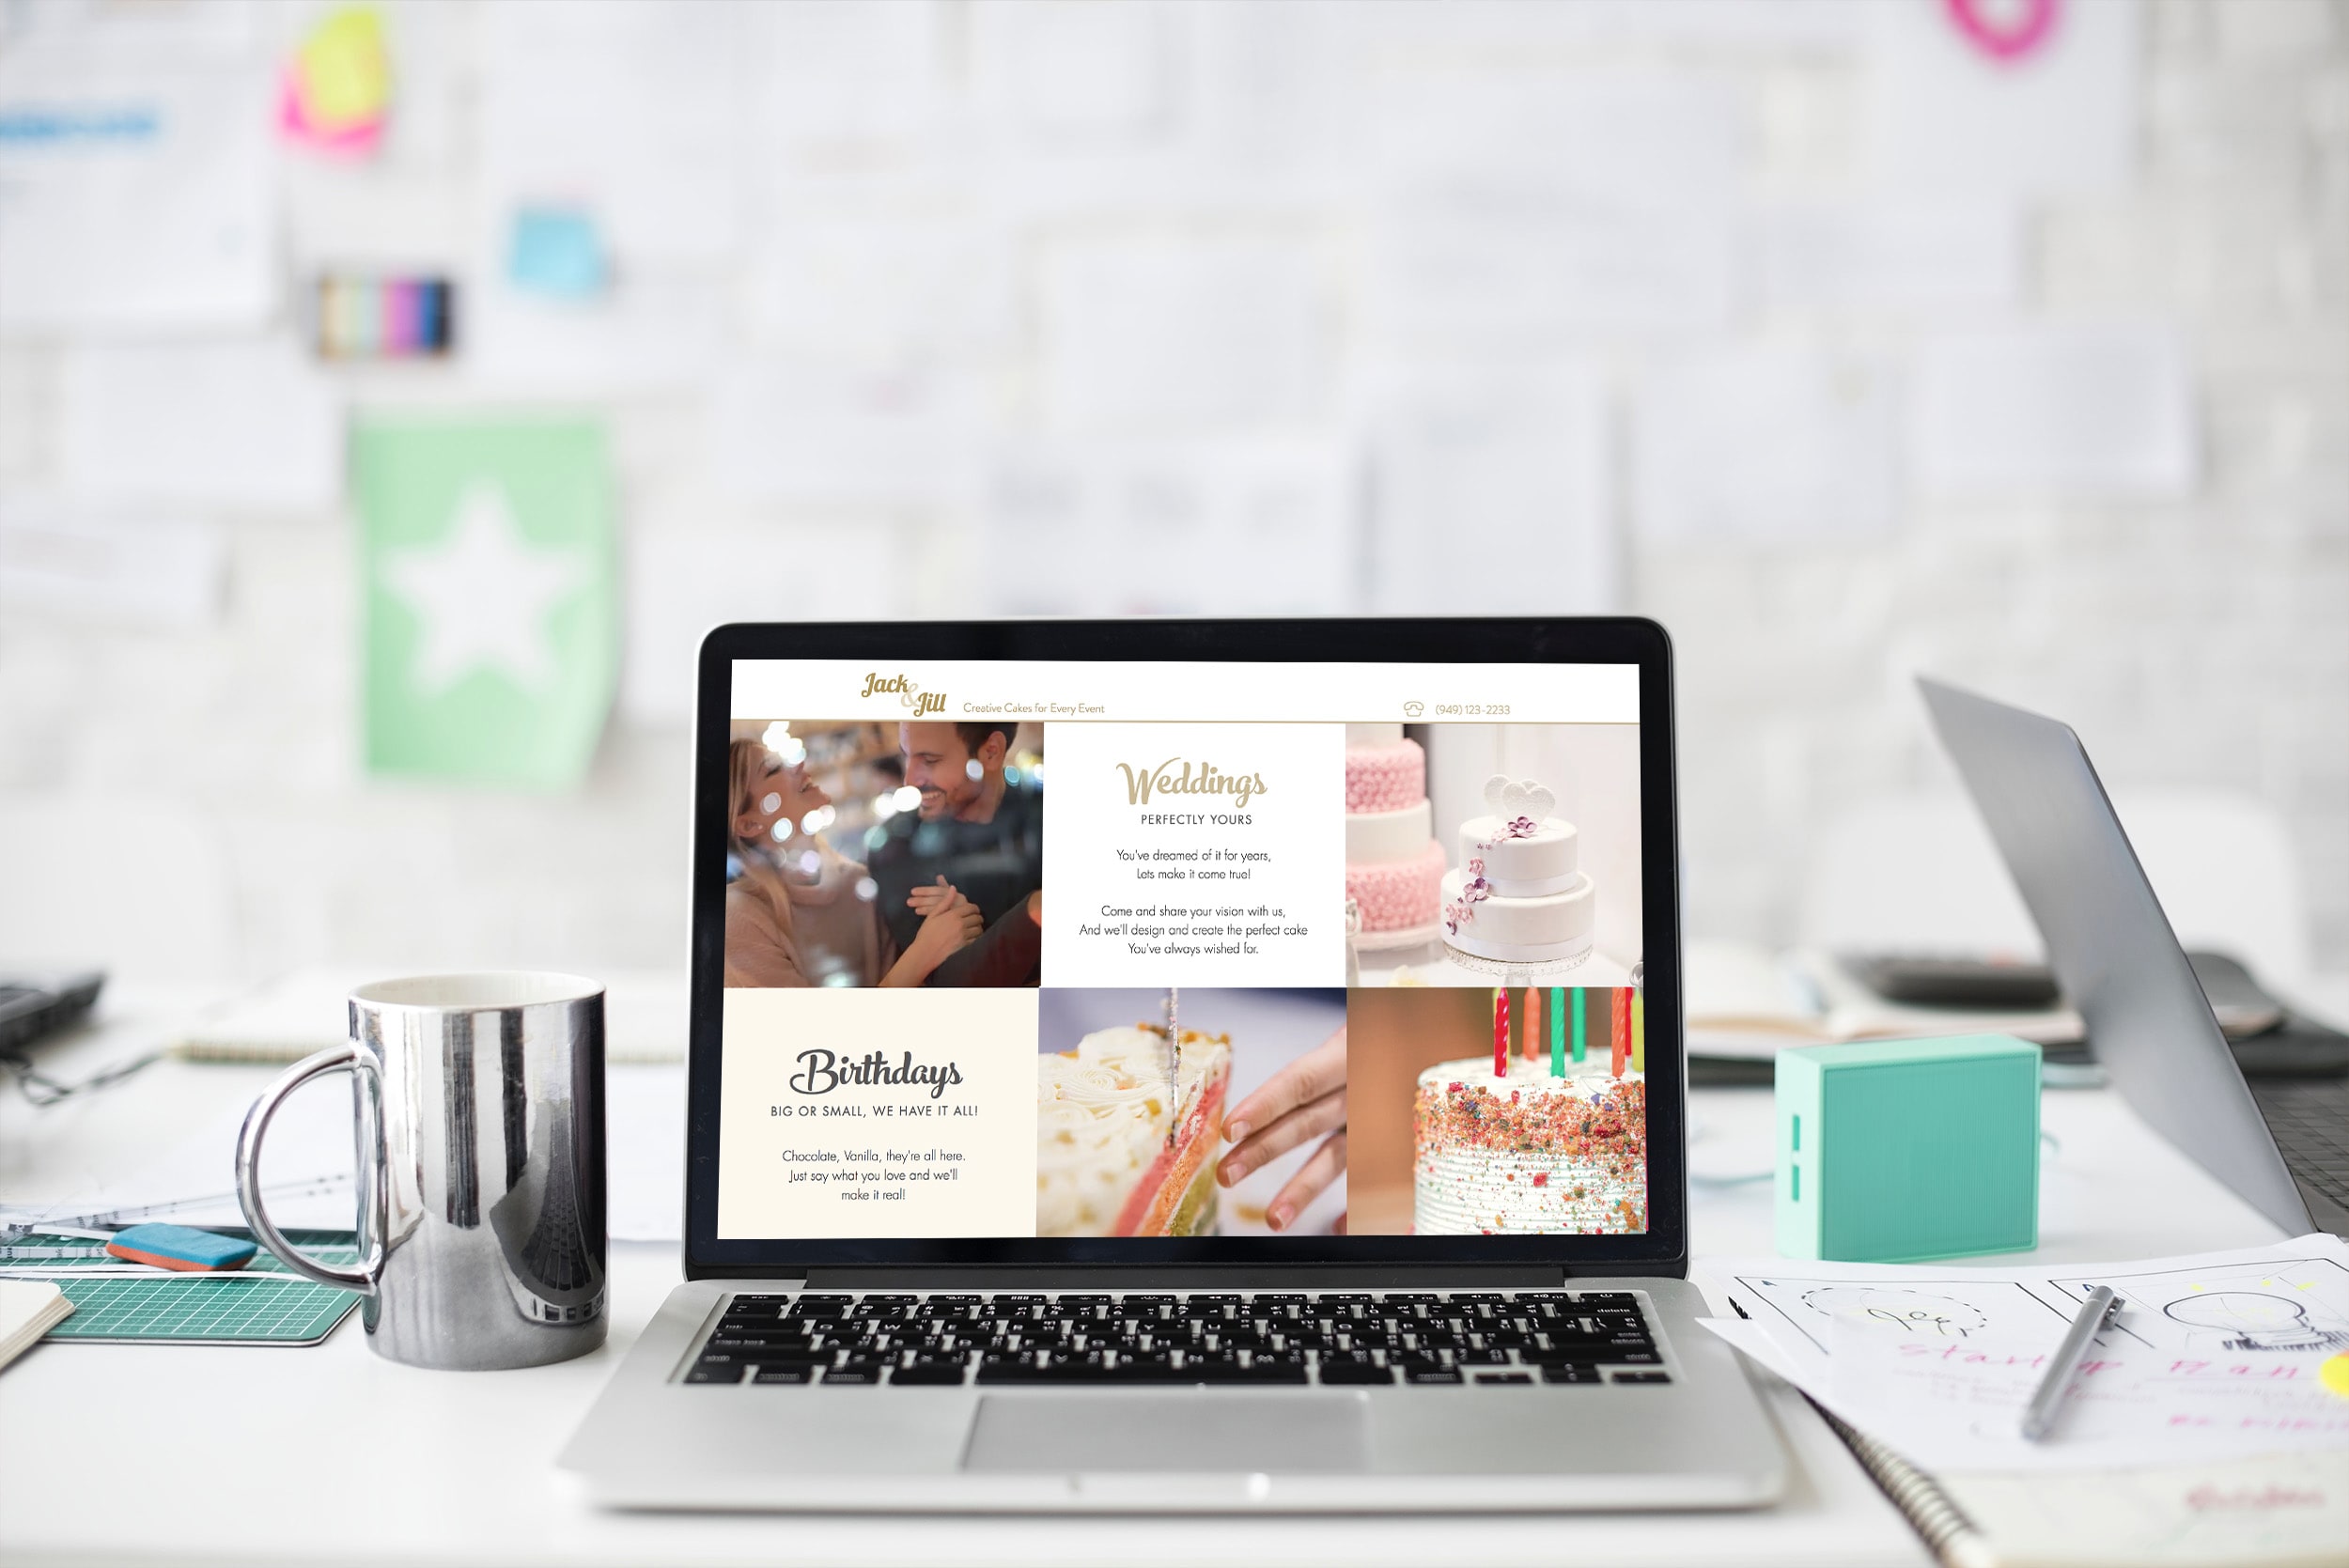 Jack
&
Jill
Creative Cakes for Every Event
(949) 123-2233
Weddings
PERFECTLY YOURS
You've dreamed of it for years,
Lets make it come true!
Come and share your vision with us,
And we'll design and create the perfect cake
You've always wished for.
Birthdays
BIG OR SMALL, WE HAVE IT ALL!
Chocolate, Vanilla, they're all here.
Just say what you love and we'll
make it real!
startup Plan